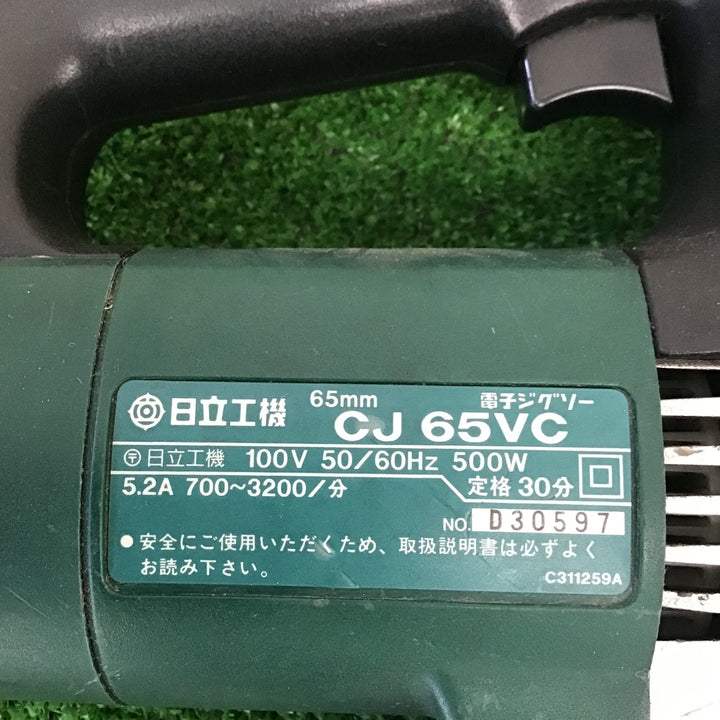 日立工機 65mm 電子ジグソー
CJ 65VC
〒日立工機 100V 50/60Hz 500W
5.2A 700~3200/分 定格 30分
NO. D30597
●安全にご使用いただくため、取扱説明書は必ずよく
お読み下さい。
C311259A